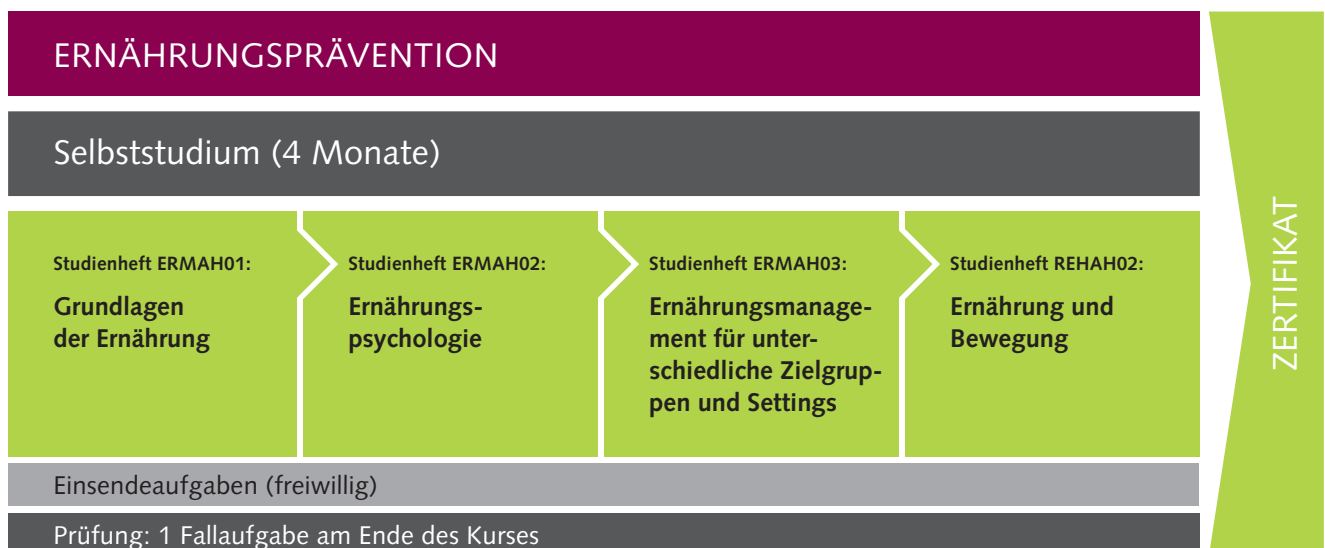 ERNÄHRUNGSPRÄVENTION
Selbststudium (4 Monate)
Studienheft ERMAH01:
Grundlagen
der Ernährung
Studienheft ERMAH02:
Ernährungs-
psychologie
Studienheft ERMAH03:
Ernährungsmanage-
ment für unter-
schiedliche Zielgrup-
pen und Settings
Studienheft REHAH02:
Ernährung und
Bewegung
Einsendeaufgaben (freiwillig)
Prüfung: 1 Fallaufgabe am Ende des Kurses
ZERTIFIKAT